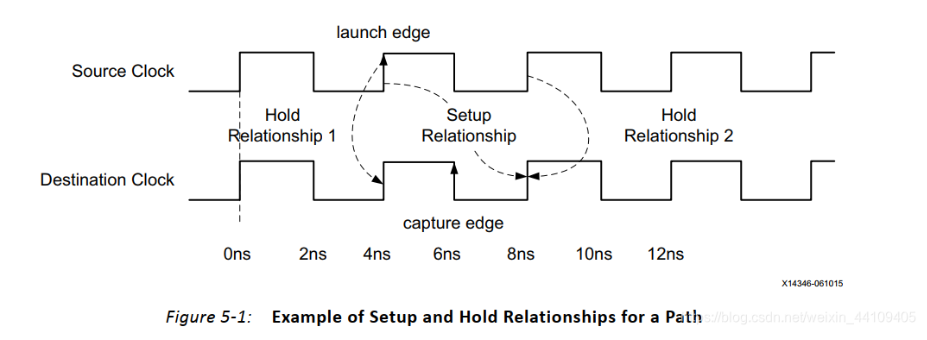 launch edge
Source Clock
Hold
Relationship 1
Setup
Relationship
Hold
Relationship 2
Destination Clock
capture edge
0ns 2ns 4ns 6ns 8ns 10ns 12ns
X14346-061015
Figure 5-1: Example of Setup and Hold Relationships for a Path
https://blog.csdn.net/weixin_44109405